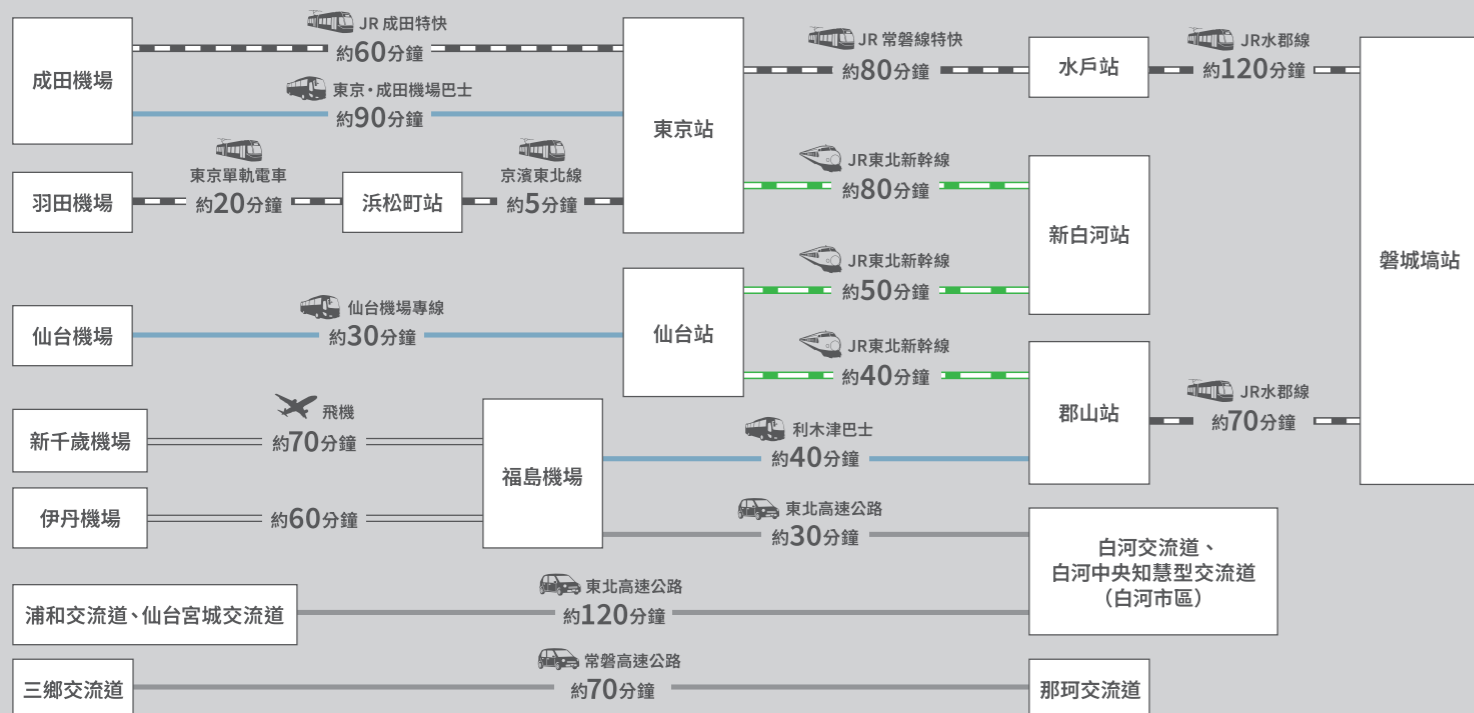 成田機場
JR 成田特快
約60分鐘
東京・成田機場巴士
約90分鐘
東京站
JR 常磐線特快
約80分鐘
水戶站
JR水郡線
約120分鐘
磐城塙站
羽田機場
東京單軌電車
約20分鐘
浜松町站
京濱東北線
約5分鐘
JR東北新幹線
約80分鐘
新白河站
仙台機場
仙台機場專線
約30分鐘
仙台站
JR東北新幹線
約50分鐘
JR東北新幹線
約40分鐘
郡山站
JR水郡線
約70分鐘
新千歲機場
飛機
約70分鐘
伊丹機場
約60分鐘
福島機場
利木津巴士
約40分鐘
東北高速公路
約30分鐘
白河交流道、
白河中央知慧型交流道
（白河市區）
浦和交流道、仙台宮城交流道
東北高速公路
約120分鐘
三鄉交流道
常磐高速公路
約70分鐘
那珂交流道